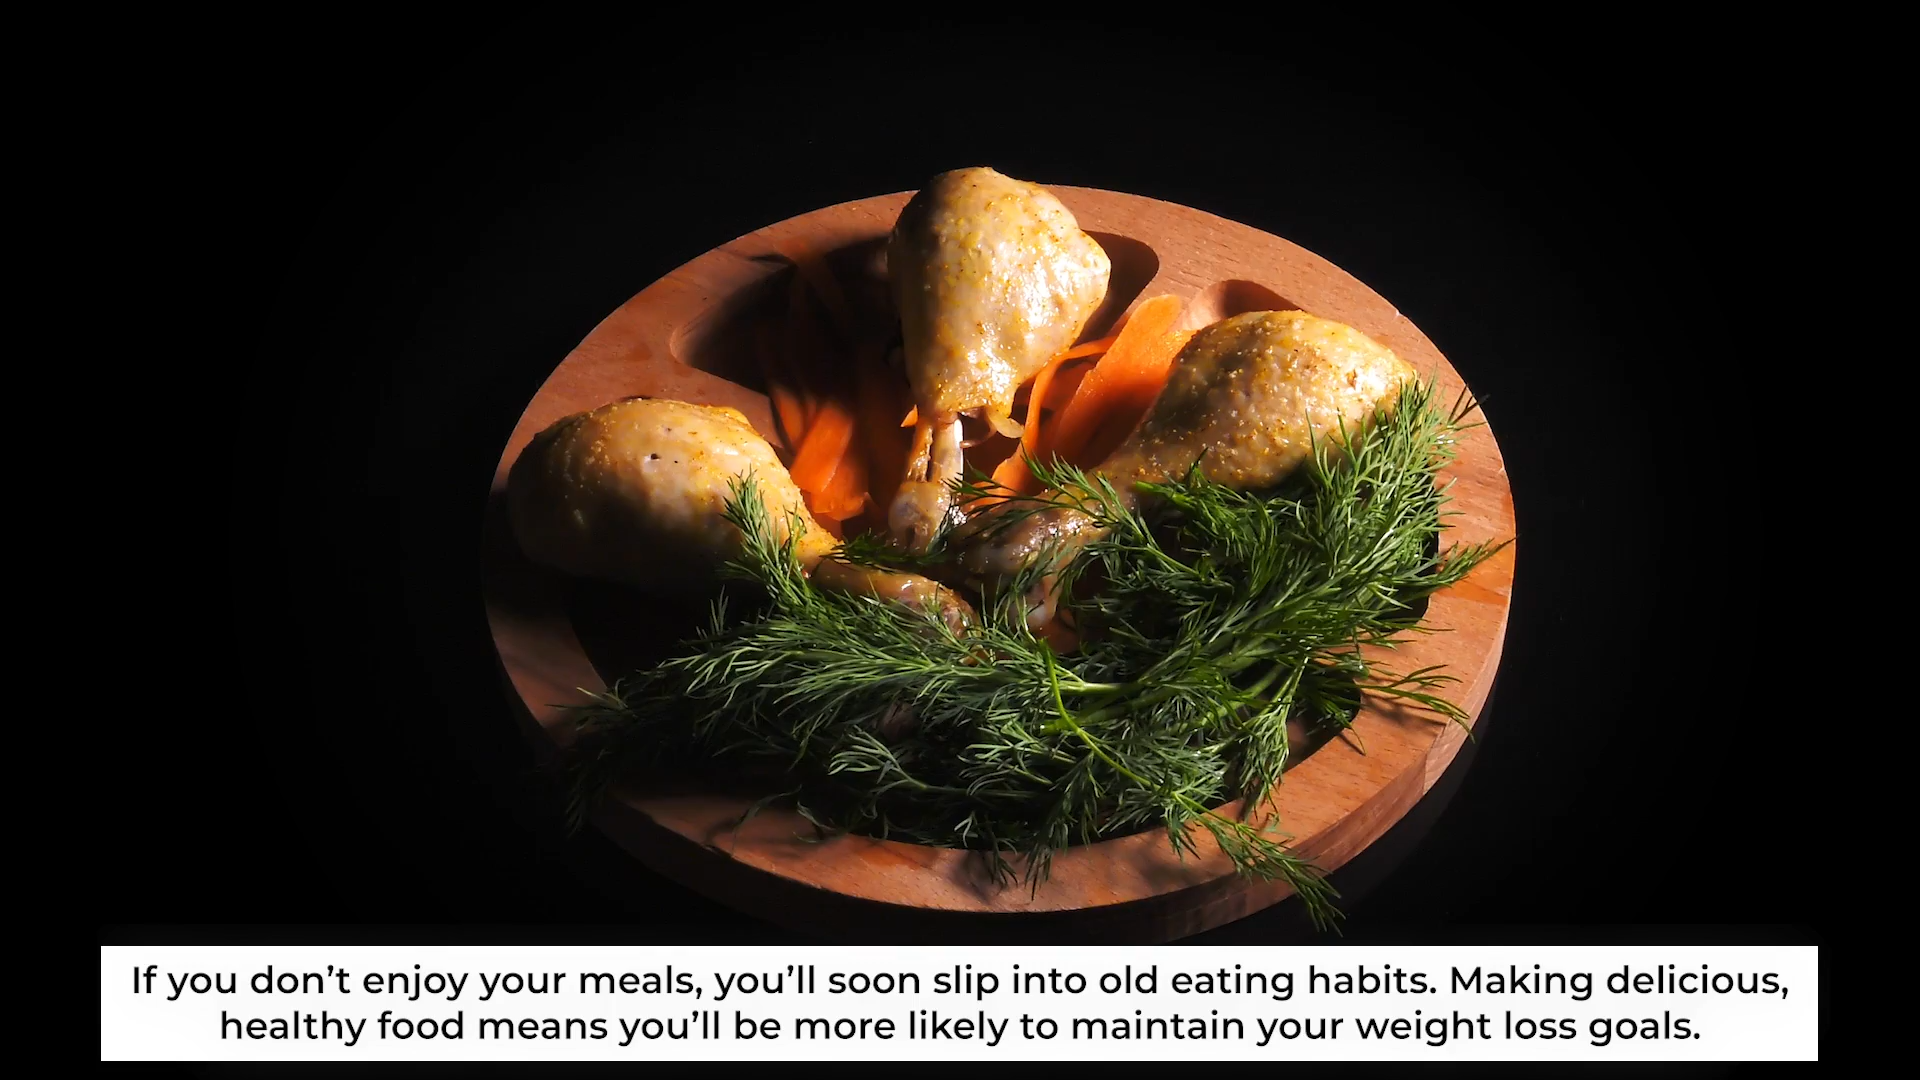 If you don’t enjoy your meals, you’ll soon slip into old eating habits. Making delicious,
healthy food means you’ll be more likely to maintain your weight loss goals.